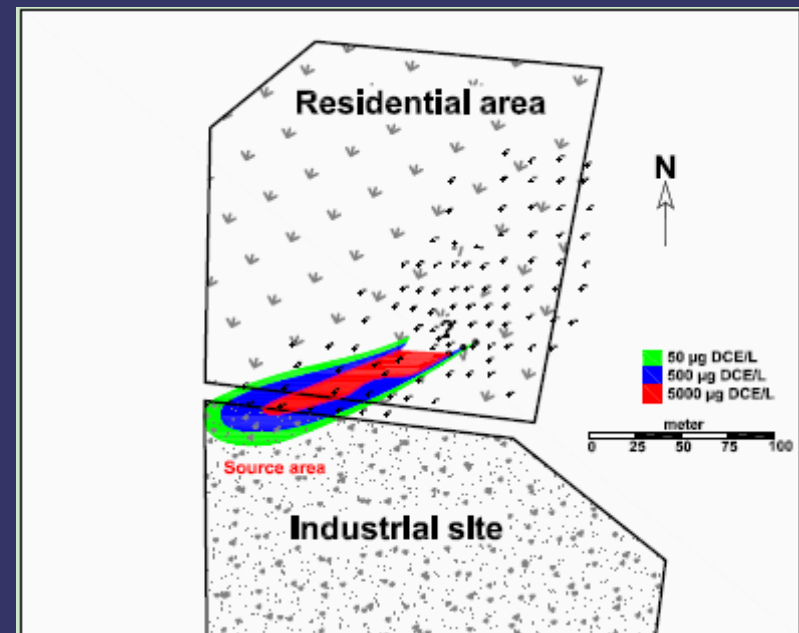 Residential area
N
?
50 µg DCE/L
500 µg DCE/L
5000 µg DCE/L
meter
0 25 50 75 100
Source area
Industrial site